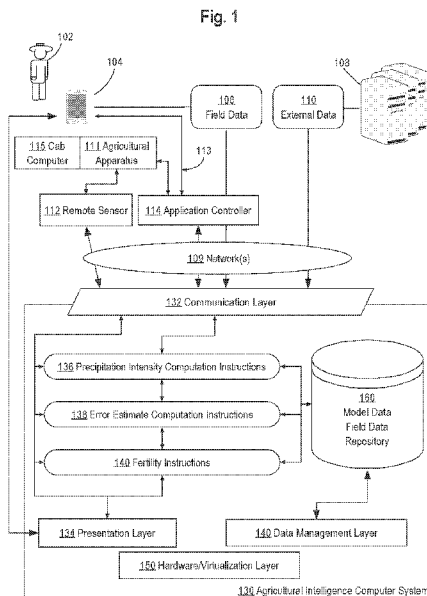 Fig. 1
102
104
108
106
Field Data
110
External Data
115 Cab
Computer
111 Agricultural
Apparatus
113
112 Remote Sensor
114 Application Controller
109 Network(s)
132 Communication Layer
136 Precipitation Intensity Computation Instructions
138 Error Estimate Computation Instructions
140 Fertility Instructions
160
Model Data
Field Data
Repository
134 Presentation Layer
140 Data Management Layer
150 Hardware/Virtualization Layer
130 Agricultural Intelligence Computer System